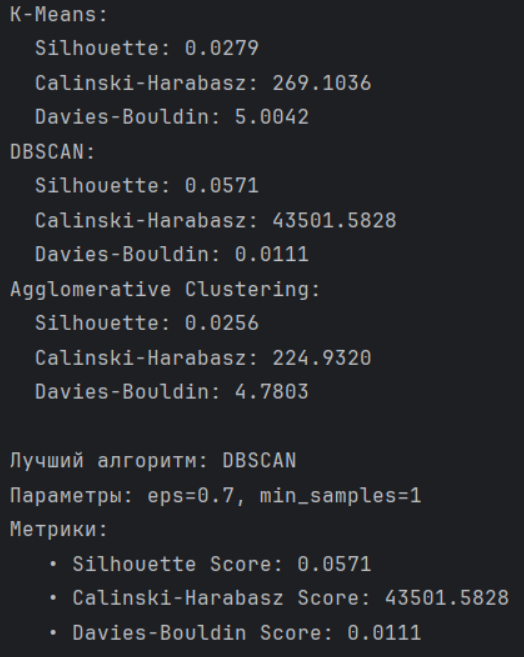 K-Means:
Silhouette: 0.0279
Calinski-Harabasz: 269.1036
Davies-Bouldin: 5.0042
DBSCAN:
Silhouette: 0.0571
Calinski-Harabasz: 43501.5828
Davies-Bouldin: 0.0111
Agglomerative Clustering:
Silhouette: 0.0256
Calinski-Harabasz: 224.9320
Davies-Bouldin: 4.7803
Лучший алгоритм: DBSCAN
Параметры: eps=0.7, min_samples=1
Метрики:
• Silhouette Score: 0.0571
• Calinski-Harabasz Score: 43501.5828
• Davies-Bouldin Score: 0.0111